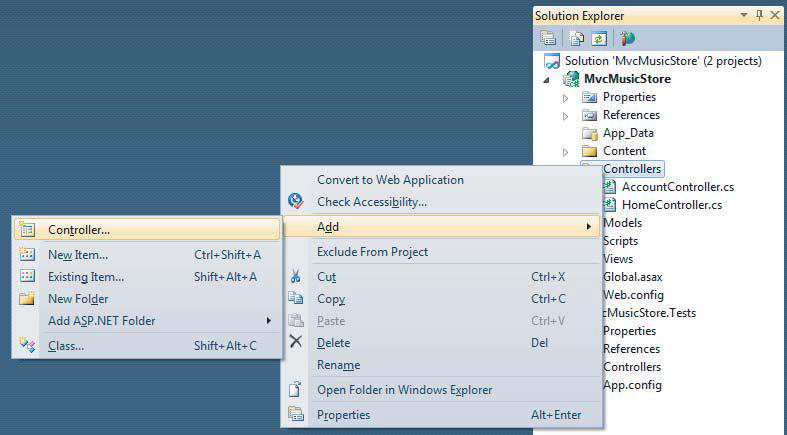 Solution Explorer
Solution 'MvcMusicStore' (2 projects)
MvcMusicStore
Properties
References
App_Data
Content
Controllers
AccountController.cs
HomeController.cs
Models
Scripts
Views
Global.asax
Web.config
cMusicStore.Tests
Properties
References
Controllers
App.config
Convert to Web Application
Check Accessibility...
Add
Exclude From Project
Cut Ctrl+X
Copy Ctrl+C
Paste Ctrl+V
Delete Del
Rename
Open Folder in Windows Explorer
Properties Alt+Enter
Controller...
New Item... Ctrl+Shift+A
Existing Item... Shift+Alt+A
New Folder
Add ASP.NET Folder
Class... Shift+Alt+C